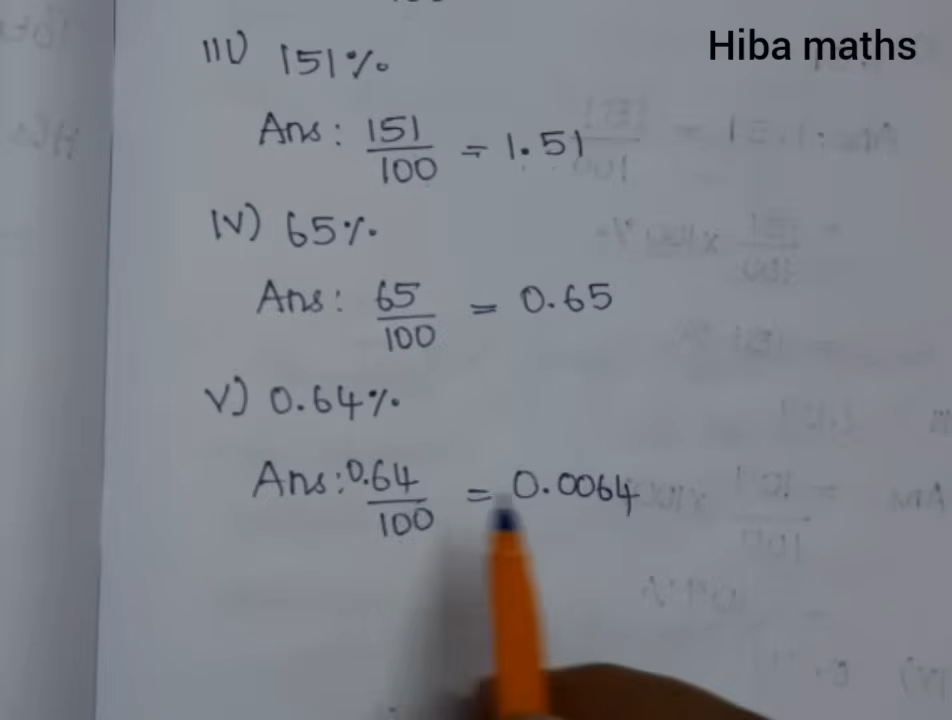 Hiba maths
III) 151%
Ans: 151/100 = 1.51
IV) 65%.
Ans: 65/100 = 0.65
V) 0.64%.
Ans: 0.64/100 = 0.0064